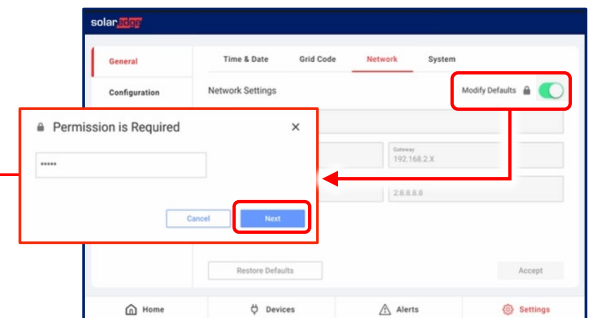 solaredge
General
Time & Date
Grid Code
Network
System
Configuration
Network Settings
Modify Defaults
Permission is Required
Gateway
192.168.2.X
*****
2:8.8.8.8
Cancel
Next
Restore Defaults
Accept
Home
Devices
Alerts
Settings